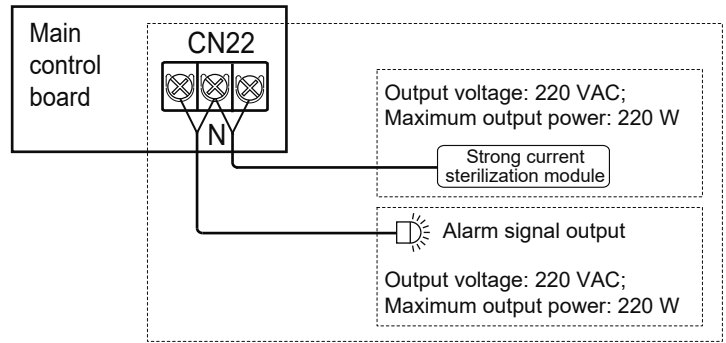 Main
control
board
CN22
N
Output voltage: 220 VAC;
Maximum output power: 220 W
Strong current
sterilization module
Alarm signal output
Output voltage: 220 VAC;
Maximum output power: 220 W